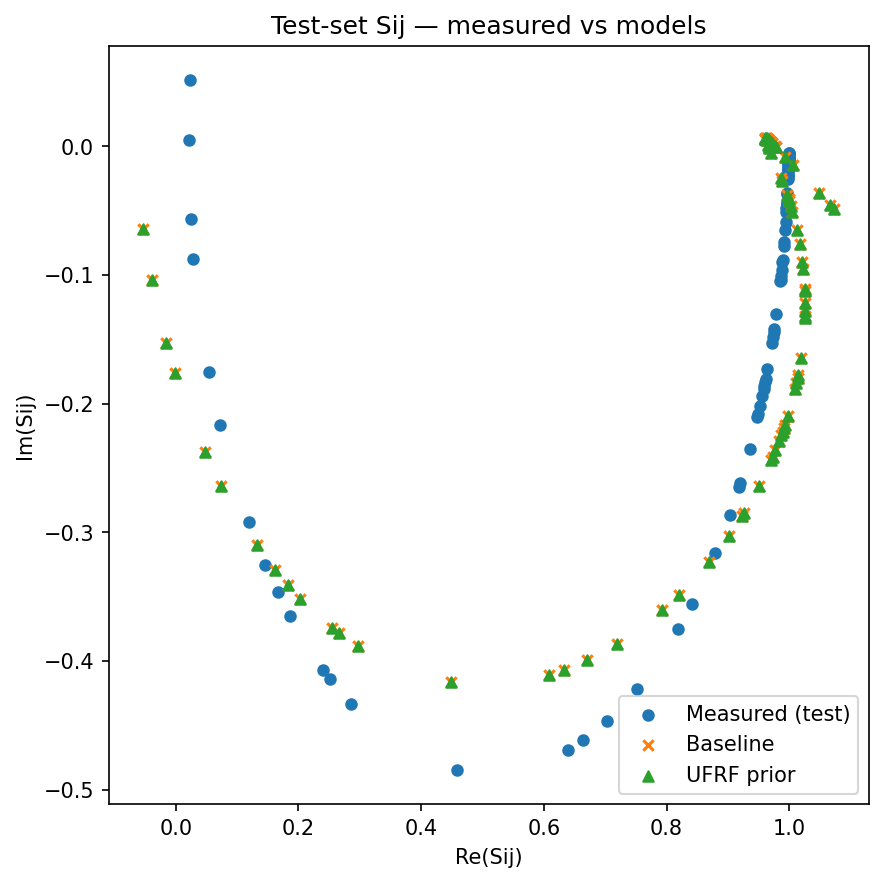 Test-set Sij — measured vs models
0.0
−0.1
−0.2
−0.3
−0.4
−0.5
Im(Sij)
Measured (test)
Baseline
UFRF prior
0.0 0.2 0.4 0.6 0.8 1.0
Re(Sij)